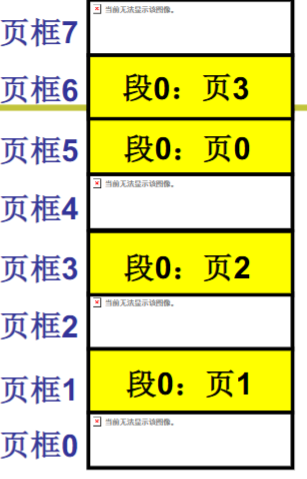 当前无法显示该图像。
页框7
页框6 段0：页3
页框5 段0：页0
当前无法显示该图像。
页框4
页框3 段0：页2
当前无法显示该图像。
页框2
页框1 段0：页1
当前无法显示该图像。
页框0